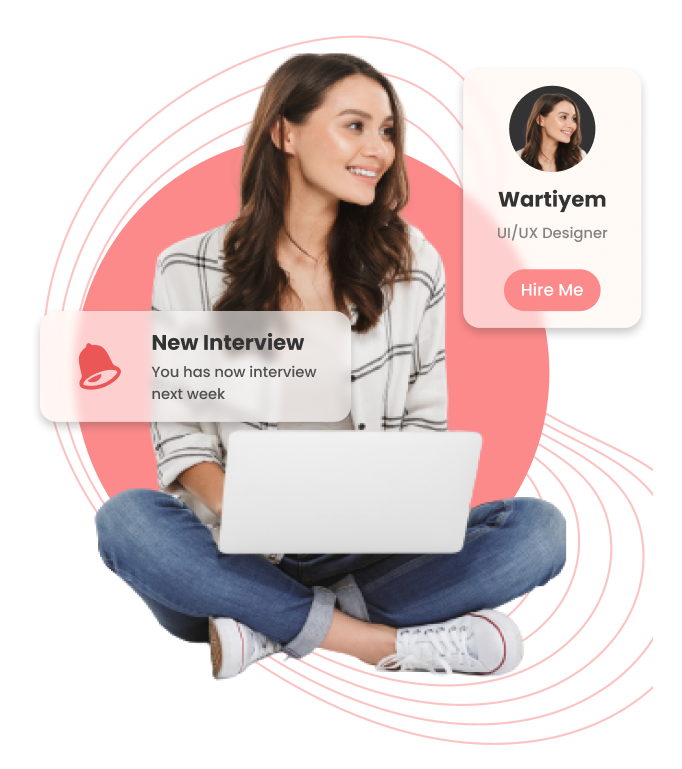 Wartiyem
UI/UX Designer
Hire Me
New Interview
You has now interview
next week